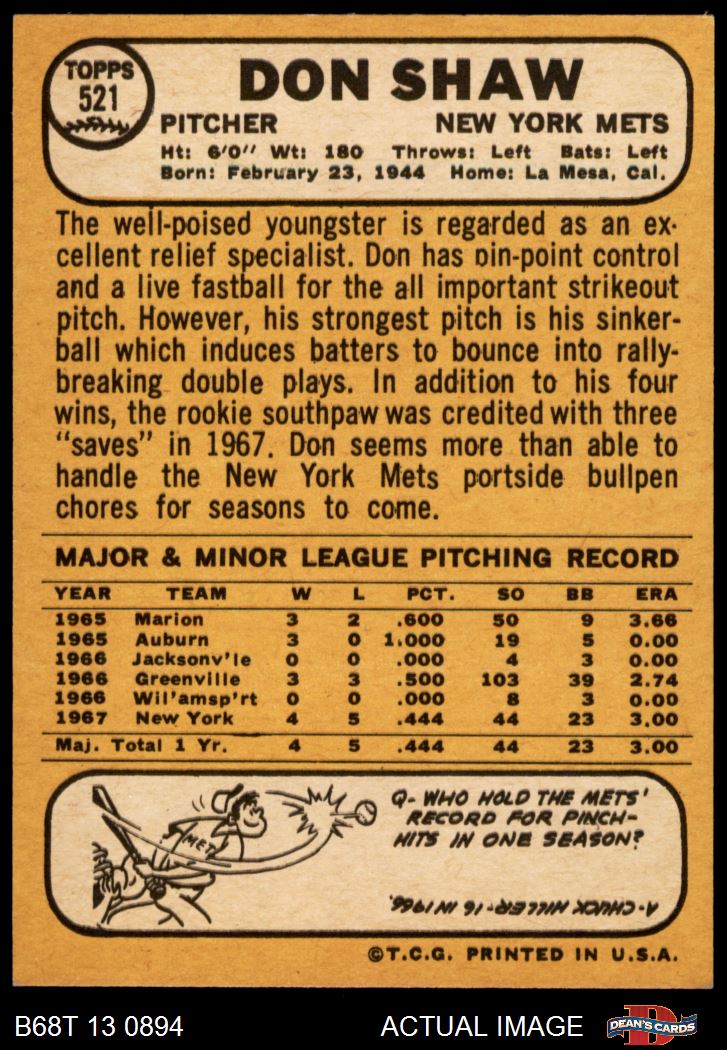 TOPPS
521
DON SHAW
PITCHER NEW YORK METS
Ht: 6'0" Wt: 180 Throws: Left Bats: Left
Born: February 23, 1944 Home: La Mesa, Cal.
The well-poised youngster is regarded as an ex-
cellent relief specialist. Don has pin-point control
and a live fastball for the all important strikeout
pitch. However, his strongest pitch is his sinker-
ball which induces batters to bounce into rally-
breaking double plays. In addition to his four
wins, the rookie southpaw was credited with three
"saves" in 1967. Don seems more than able to
handle the New York Mets portside bullpen
chores for seasons to come.
MAJOR & MINOR LEAGUE PITCHING RECORD
YEAR TEAM W L PCT. SO BB ERA
1965 Marion 3 2 .600 50 9 3.66
1965 Auburn 3 0 1.000 19 5 0.00
1966 Jacksonv'le 0 0 .000 4 3 0.00
1966 Greenville 3 3 .500 103 39 2.74
1966 Wil'amsp'rt 0 0 .000 8 3 0.00
1967 New York 4 5 .444 44 23 3.00
Maj. Total 1 Yr. 4 5 .444 44 23 3.00
MET
Q- WHO HOLD THE METS'
RECORD FOR PINCH-
HITS IN ONE SEASON?
A-CHUCK HILLER-16 IN 1966.
©T.C.G. PRINTED IN U.S.A.
B68T 13 0894 ACTUAL IMAGE
D
DEAN'S CARDS